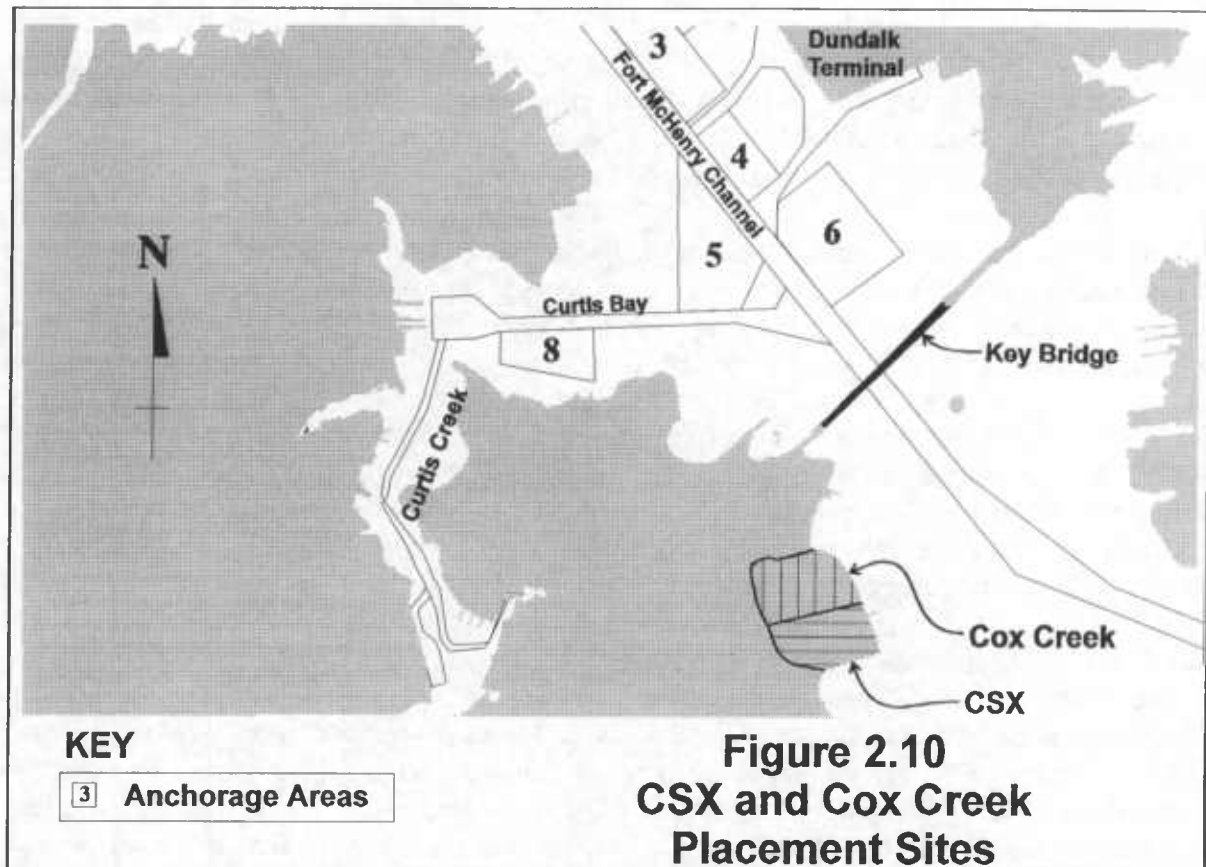 3
Dundalk
Terminal
Fort McHenry Channel
4
6
5
N
Curtis Bay
8
Key Bridge
Curtis Creek
Cox Creek
CSX
KEY
3 Anchorage Areas
Figure 2.10
CSX and Cox Creek
Placement Sites